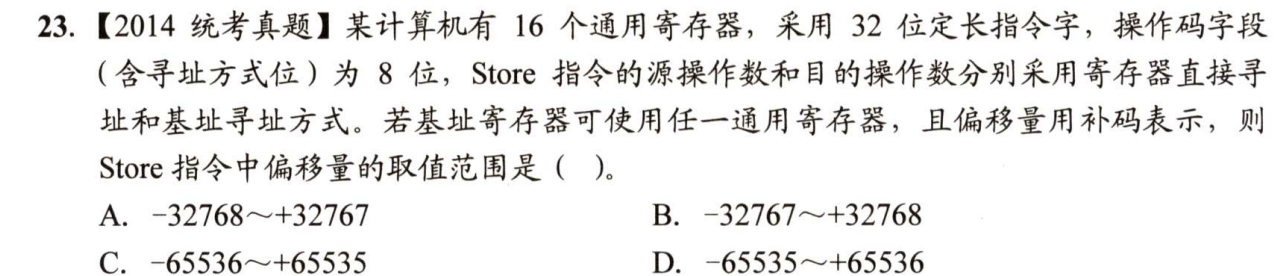 23.【2014 统考真题】某计算机有 16 个通用寄存器，采用 32 位定长指令字，操作码字段
（含寻址方式位）为 8 位，Store 指令的源操作数和目的操作数分别采用寄存器直接寻
址和基址寻址方式。若基址寄存器可使用任一通用寄存器，且偏移量用补码表示，则
Store 指令中偏移量的取值范围是（ ）。
A. −32768～+32767 B. −32767～+32768
C. −65536～+65535 D. −65535～+65536